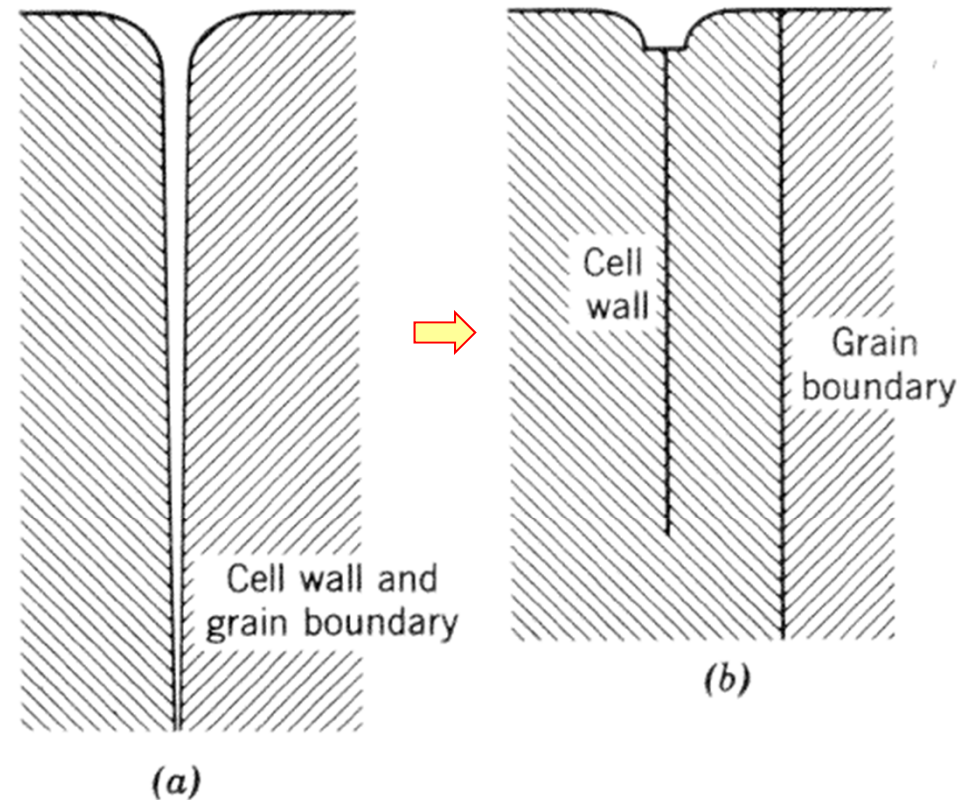 Cell wall and
grain boundary
(a)
Cell
wall
Grain
boundary
(b)